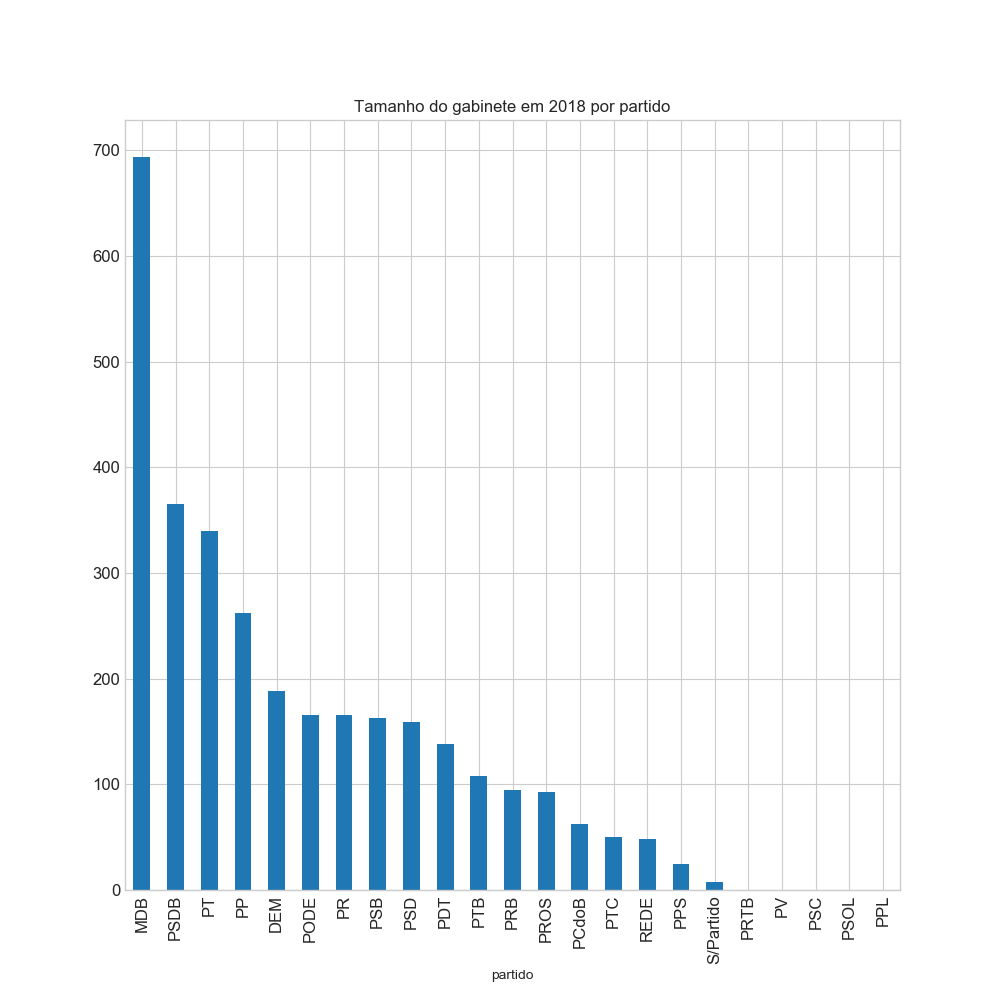 Tamanho do gabinete em 2018 por partido
700
600
500
400
300
200
100
0
MDB
PSDB
PT
PP
DEM
PODE
PR
PSB
PSD
PDT
PTB
PRB
PROS
PCdoB
PTC
REDE
PPS
S/Partido
PRTB
PV
PSC
PSOL
PPL
partido